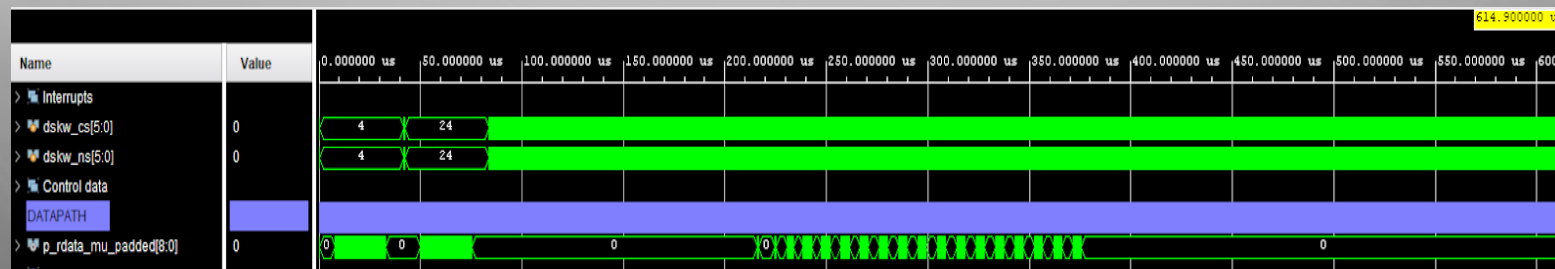 614.900000 u
Name Value 0.000000 us 50.000000 us 100.000000 us 150.000000 us 200.000000 us 250.000000 us 300.000000 us 350.000000 us 400.000000 us 450.000000 us 500.000000 us 550.000000 us 600
Interrupts
dskw_cs[5:0] 0 4 24
dskw_ns[5:0] 0 4 24
Control data
DATAPATH
p_rdata_mu_padded[8:0] 0 0 0 0 0 0